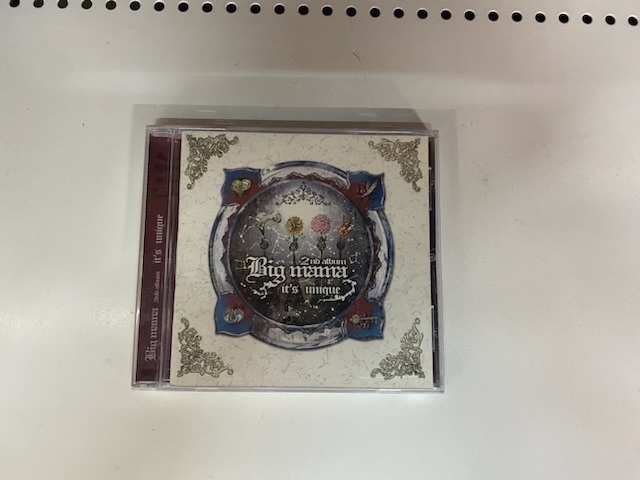 2nd album
Big mama
it's unique
Big mama 2nd album it's unique